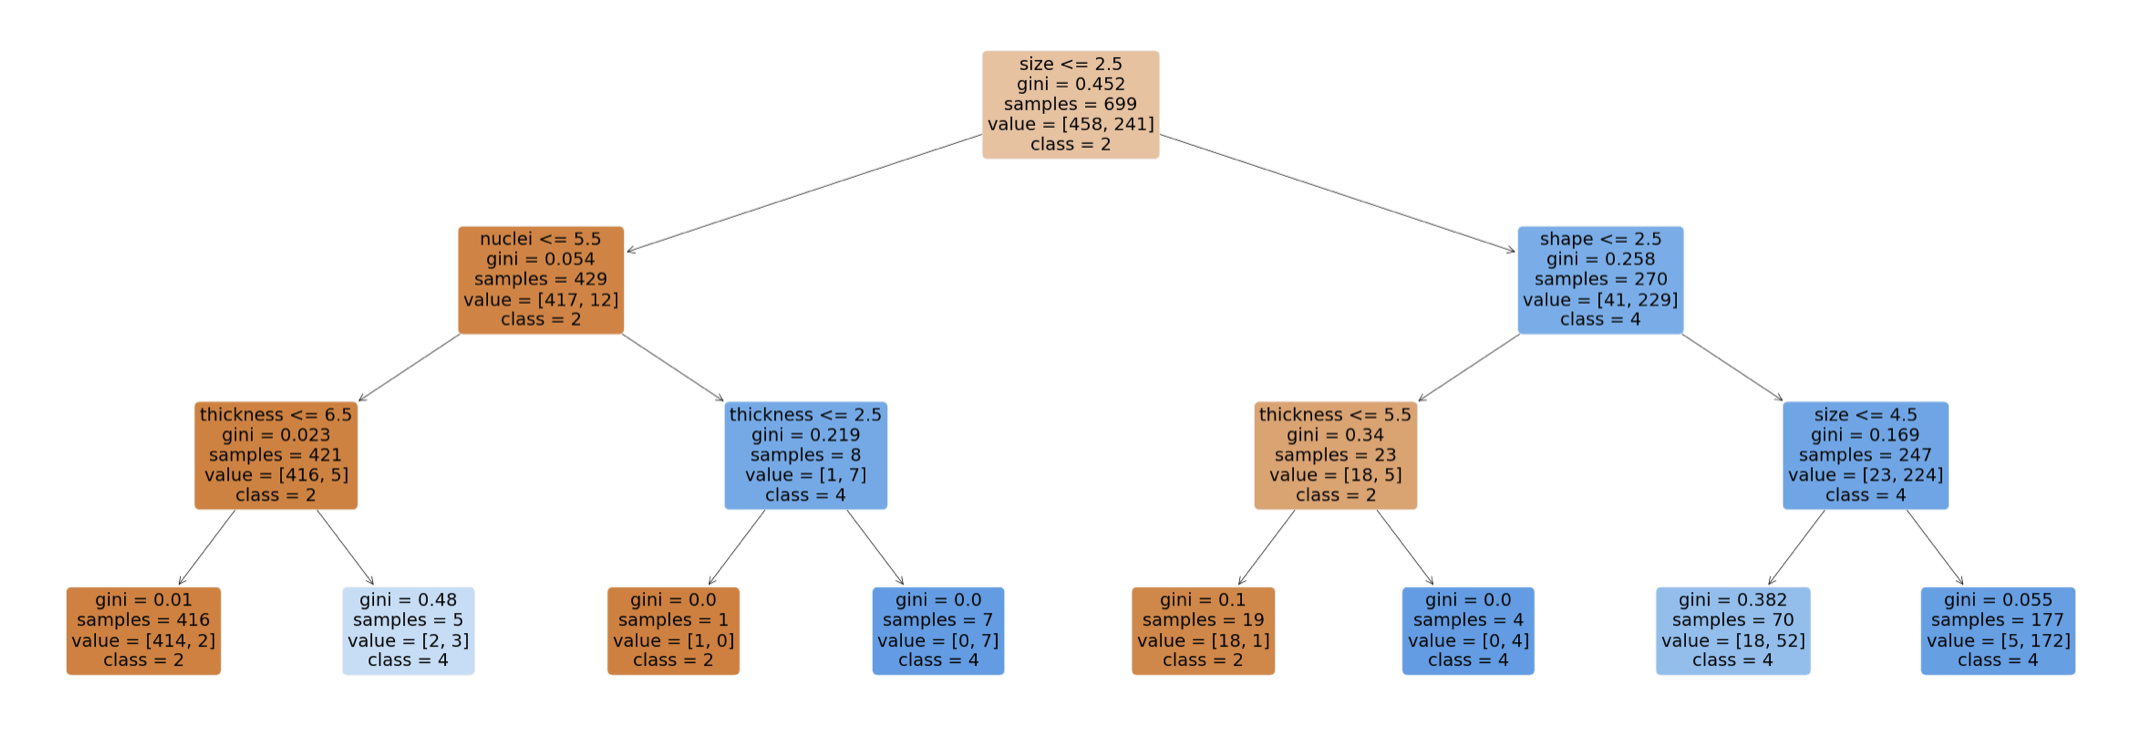 size <= 2.5
gini = 0.452
samples = 699
value = [458, 241]
class = 2
nuclei <= 5.5
gini = 0.054
samples = 429
value = [417, 12]
class = 2
shape <= 2.5
gini = 0.258
samples = 270
value = [41, 229]
class = 4
thickness <= 6.5
gini = 0.023
samples = 421
value = [416, 5]
class = 2
thickness <= 2.5
gini = 0.219
samples = 8
value = [1, 7]
class = 4
thickness <= 5.5
gini = 0.34
samples = 23
value = [18, 5]
class = 2
size <= 4.5
gini = 0.169
samples = 247
value = [23, 224]
class = 4
gini = 0.01
samples = 416
value = [414, 2]
class = 2
gini = 0.48
samples = 5
value = [2, 3]
class = 4
gini = 0.0
samples = 1
value = [1, 0]
class = 2
gini = 0.0
samples = 7
value = [0, 7]
class = 4
gini = 0.1
samples = 19
value = [18, 1]
class = 2
gini = 0.0
samples = 4
value = [0, 4]
class = 4
gini = 0.382
samples = 70
value = [18, 52]
class = 4
gini = 0.055
samples = 177
value = [5, 172]
class = 4